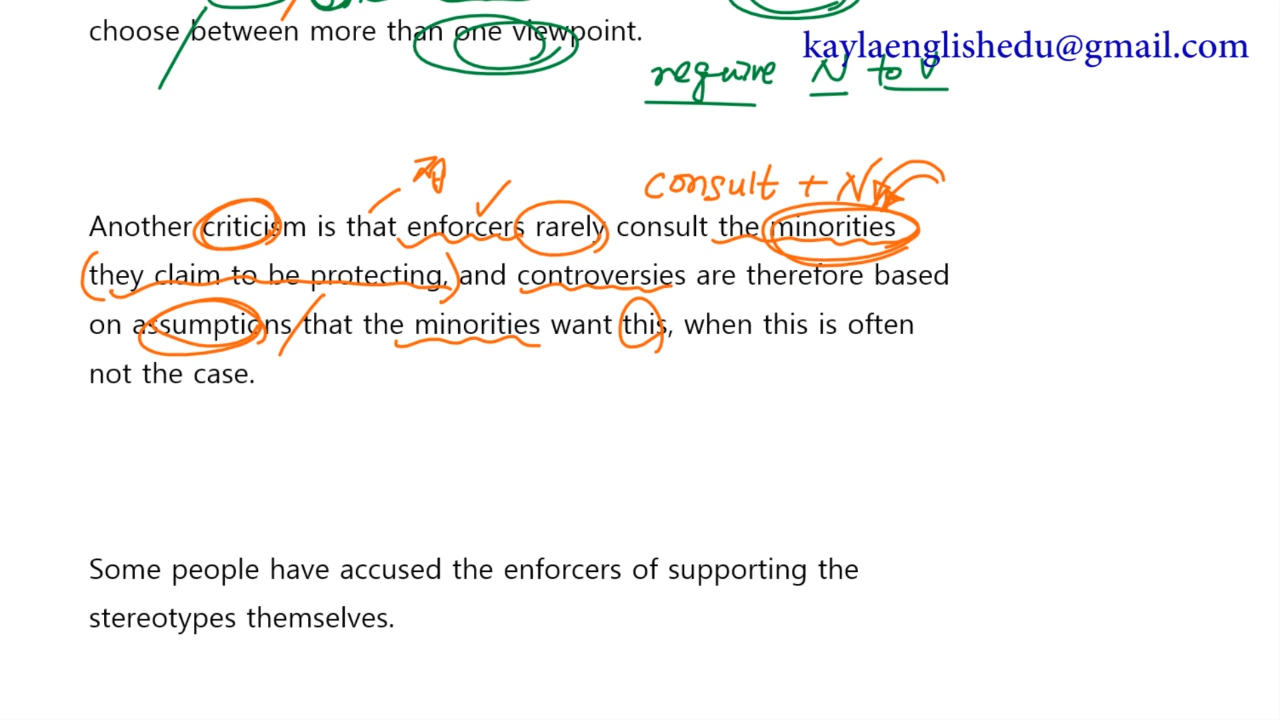 choose between more than one viewpoint.
kaylaenglishedu@gmail.com
require N to V
consult + N
Another criticism is that enforcers rarely consult the minorities
they claim to be protecting, and controversies are therefore based
on assumptions that the minorities want this, when this is often
not the case.
Some people have accused the enforcers of supporting the
stereotypes themselves.